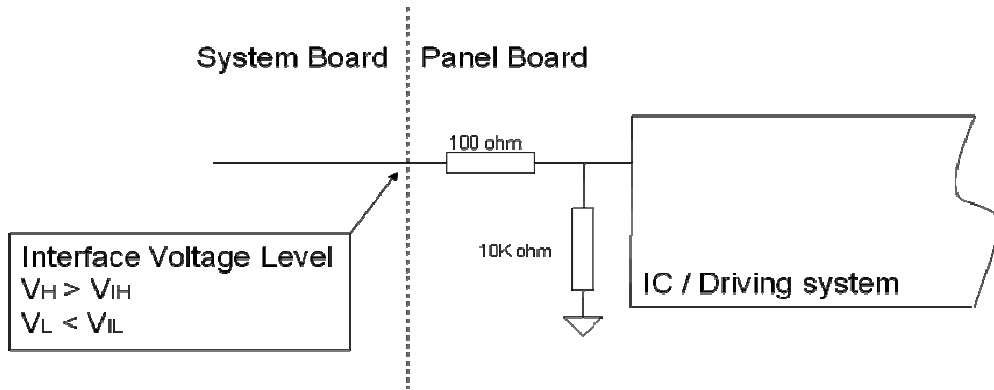 System Board
Panel Board
100 ohm
10K ohm
Interface Voltage Level
VH > VIH
VL < VIL
IC / Driving system